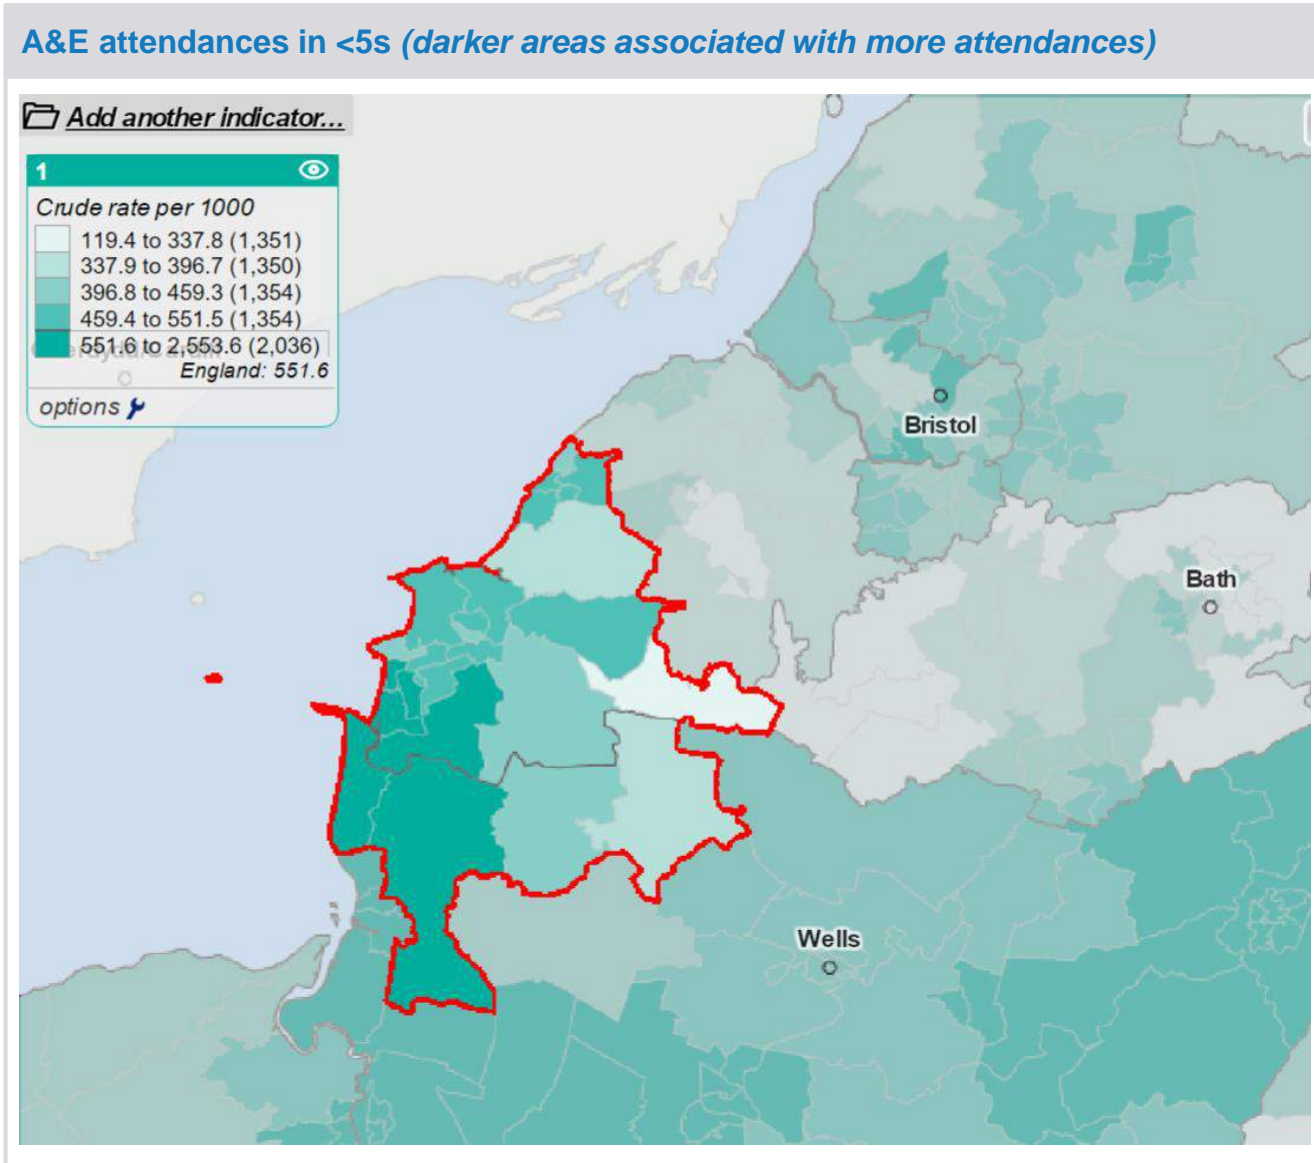 A&E attendances in <5s (darker areas associated with more attendances)
Add another indicator...
1
Crude rate per 1000
119.4 to 337.8 (1,351)
337.9 to 396.7 (1,350)
396.8 to 459.3 (1,354)
459.4 to 551.5 (1,354)
551.6 to 2,553.6 (2,036)
England: 551.6
options
Bristol
Bath
Wells